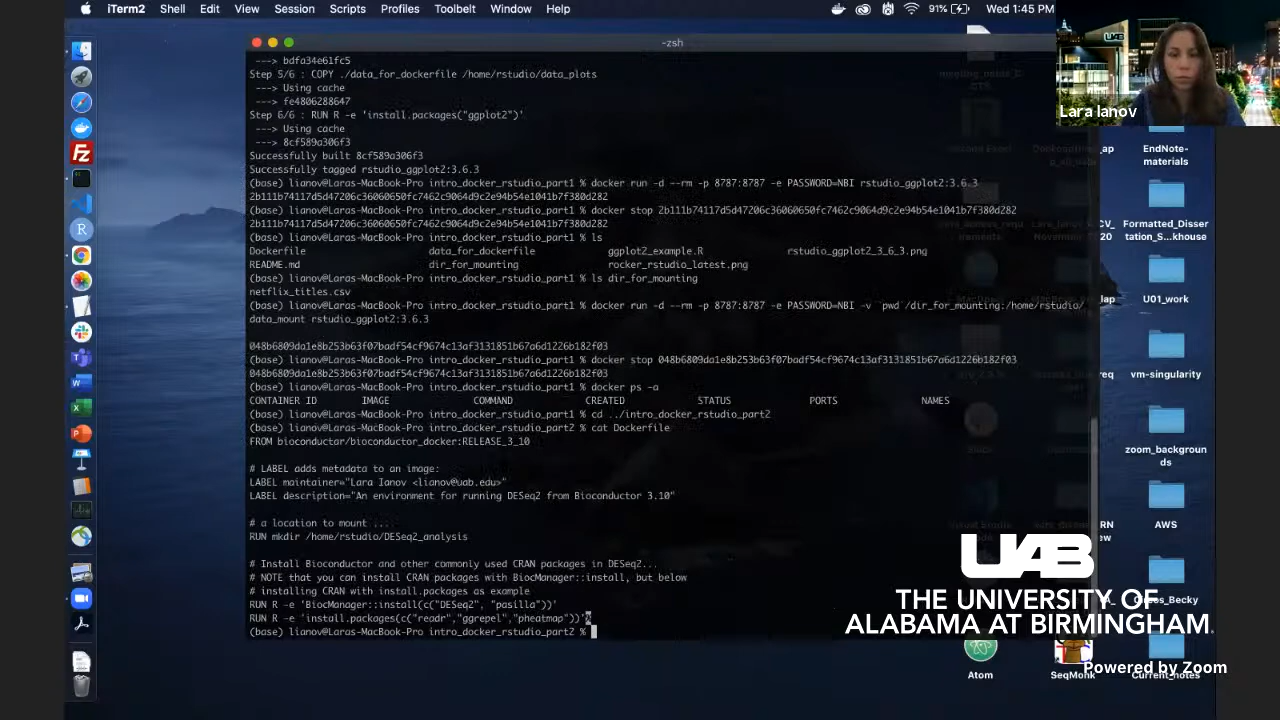 iTerm2 Shell Edit View Session Scripts Profiles Toolbelt Window Help 91% Wed 1:45 PM
-zsh
UAB
Lara Ianov
---> bdfa34e61fc5
Step 5/6 : COPY ./data_for_dockerfile /home/rstudio/data_plots
---> Using cache
---> fe4806288647
Step 6/6 : RUN R -e 'install.packages("ggplot2")'
---> Using cache
---> 8cf589a306f3
Successfully built 8cf589a306f3
Successfully tagged rstudio_ggplot2:3.6.3
(base) lianov@Laras-MacBook-Pro intro_docker_rstudio_part1 % docker run -d --rm -p 8787:8787 -e PASSWORD=NBI rstudio_ggplot2:3.6.3
2b111b74117d5d47206c36060650fc7462c9064d9c2e94b54e1041b7f380d282
(base) lianov@Laras-MacBook-Pro intro_docker_rstudio_part1 % docker stop 2b111b74117d5d47206c36060650fc7462c9064d9c2e94b54e1041b7f380d282
2b111b74117d5d47206c36060650fc7462c9064d9c2e94b54e1041b7f380d282
(base) lianov@Laras-MacBook-Pro intro_docker_rstudio_part1 % ls
Dockerfile data_for_dockerfile ggplot2_example.R rstudio_ggplot2_3_6_3.png
README.md dir_for_mounting rocker_rstudio_latest.png
(base) lianov@Laras-MacBook-Pro intro_docker_rstudio_part1 % ls dir_for_mounting
netflix_titles.csv
(base) lianov@Laras-MacBook-Pro intro_docker_rstudio_part1 % docker run -d --rm -p 8787:8787 -e PASSWORD=NBI -v `pwd`/dir_for_mounting:/home/rstudio/
data_mount rstudio_ggplot2:3.6.3
048b6809da1e8b253b63f07badf54cf9674c13af3131851b67a6d1226b182f03
(base) lianov@Laras-MacBook-Pro intro_docker_rstudio_part1 % docker stop 048b6809da1e8b253b63f07badf54cf9674c13af3131851b67a6d1226b182f03
048b6809da1e8b253b63f07badf54cf9674c13af3131851b67a6d1226b182f03
(base) lianov@Laras-MacBook-Pro intro_docker_rstudio_part1 % docker ps -a
CONTAINER ID IMAGE COMMAND CREATED STATUS PORTS NAMES
(base) lianov@Laras-MacBook-Pro intro_docker_rstudio_part1 % cd ../intro_docker_rstudio_part2
(base) lianov@Laras-MacBook-Pro intro_docker_rstudio_part2 % cat Dockerfile
FROM bioconductor/bioconductor_docker:RELEASE_3_10
# LABEL adds metadata to an image:
LABEL maintainer="Lara Ianov <lianov@uab.edu>"
LABEL description="An environment for running DESeq2 from Bioconductor 3.10"
# a location to mount ...
RUN mkdir /home/rstudio/DESeq2_analysis
# Install Bioconductor and other commonly used CRAN packages in DESeq2...
# NOTE that you can install CRAN packages with BiocManager::install, but below
# installing CRAN with install.packages as example
RUN R -e 'BiocManager::install(c("DESeq2", "pasilla"))'
RUN R -e 'install.packages(c("readr","ggrepel","pheatmap"))'%
(base) lianov@Laras-MacBook-Pro intro_docker_rstudio_part2 %
EndNote-
materials
Formatted_Disser
tation_S...khouse
U01_work
vm-singularity
zoom_backgroun
ds
AWS
Current_notes
Atom
SeqMonk
UAB
THE UNIVERSITY OF
ALABAMA AT BIRMINGHAM.
Powered by Zoom